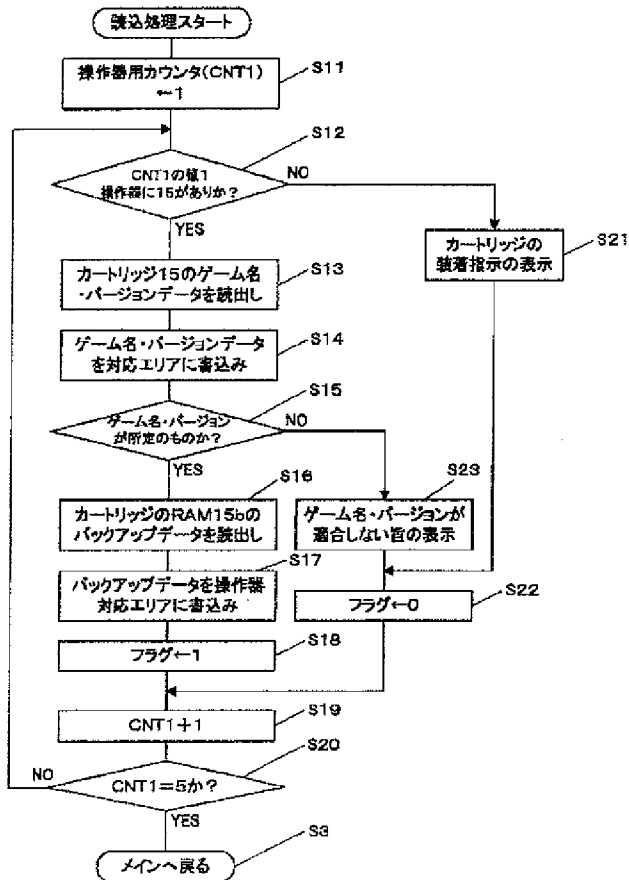 読込処理スタート
操作器用カウンタ(CNT1)
←1
S11
S12
CNT1の値1
操作器に15がありか?
NO
YES
カートリッジの
装着指示の表示
S21
カートリッジ15のゲーム名
・バージョンデータを読出し
S13
ゲーム名・バージョンデータ
を対応エリアに書込み
S14
S15
ゲーム名・バージョン
が所定のものか?
NO
YES
S16
カートリッジのRAM15bの
バックアップデータを読出し
S23
ゲーム名・バージョンが
適合しない旨の表示
S17
バックアップデータを操作器
対応エリアに書込み
フラグ←0
S22
フラグ←1
S18
CNT1+1
S19
S20
CNT1=5か?
NO
YES
メインへ戻る
S3